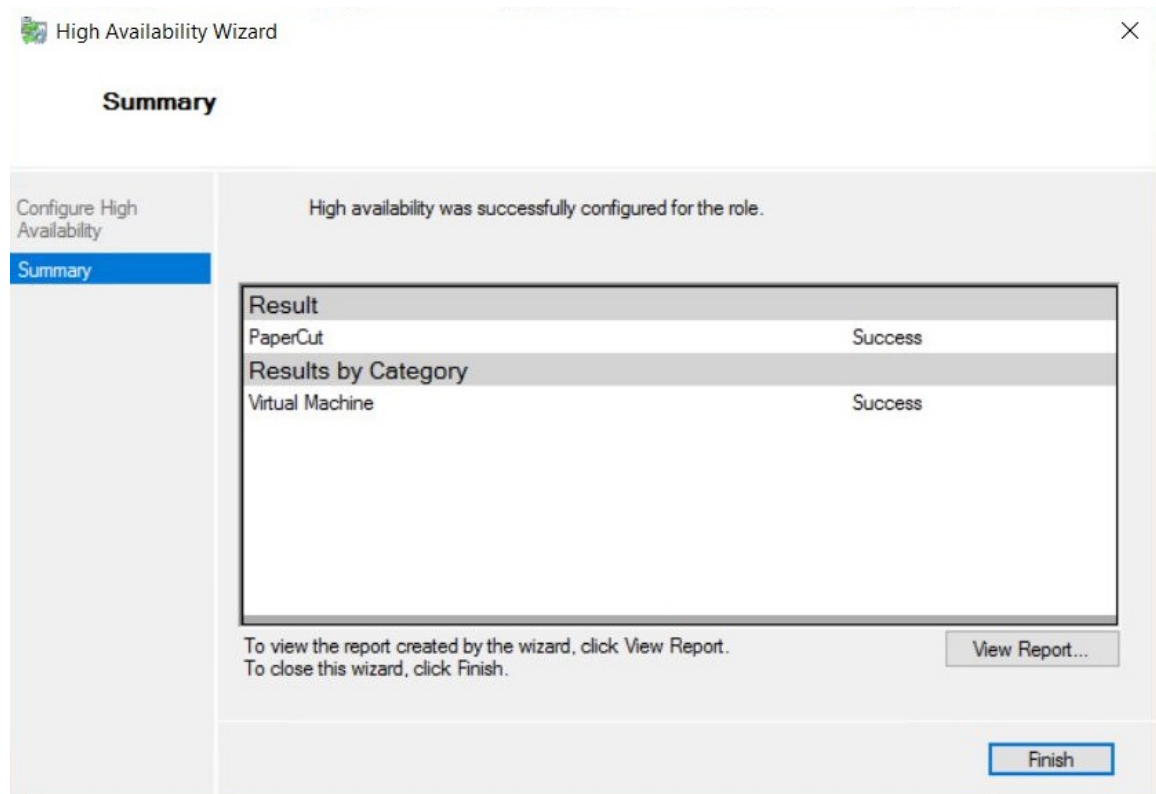 High Availability Wizard
Summary
Configure High
Availability
Summary
High availability was successfully configured for the role.
Result
PaperCut Success
Results by Category
Virtual Machine Success
To view the report created by the wizard, click View Report.
To close this wizard, click Finish.
View Report...
Finish